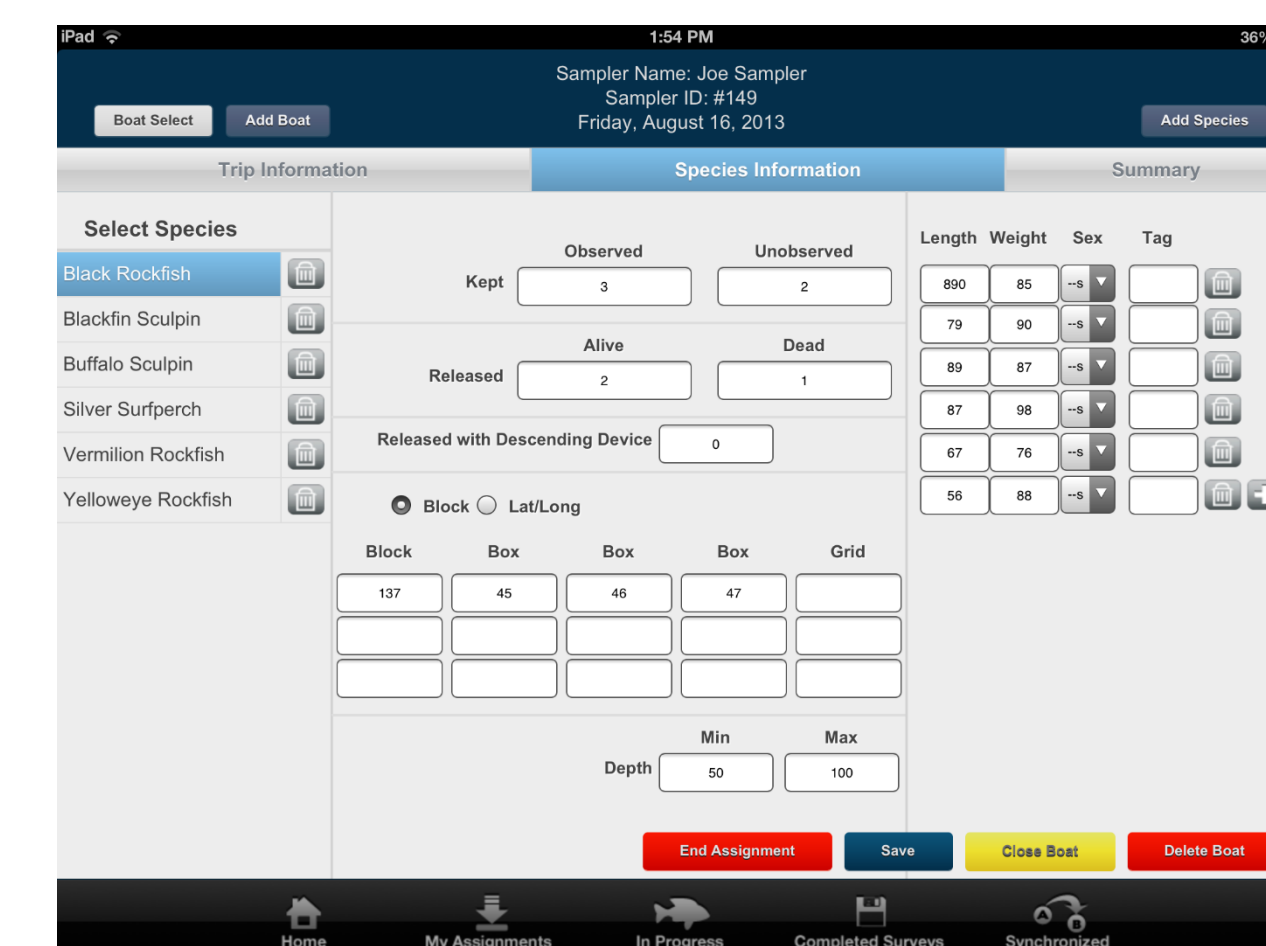 iPad 1:54 PM 36%
Sampler Name: Joe Sampler
Sampler ID: #149
Friday, August 16, 2013
Boat Select Add Boat Add Species
Trip Information Species Information Summary
Select Species
Black Rockfish
Blackfin Sculpin
Buffalo Sculpin
Silver Surfperch
Vermilion Rockfish
Yelloweye Rockfish
Observed Unobserved
Kept 3 2
Alive Dead
Released 2 1
Released with Descending Device 0
Block Lat/Long
Block Box Box Box Grid
137 45 46 47
Min Max
Depth 50 100
Length Weight Sex Tag
890 85 --s
79 90 --s
89 87 --s
87 98 --s
67 76 --s
56 88 --s
End Assignment Save Close Boat Delete Boat
A B
Home My Assignments In Progress Completed Surveys Synchronized